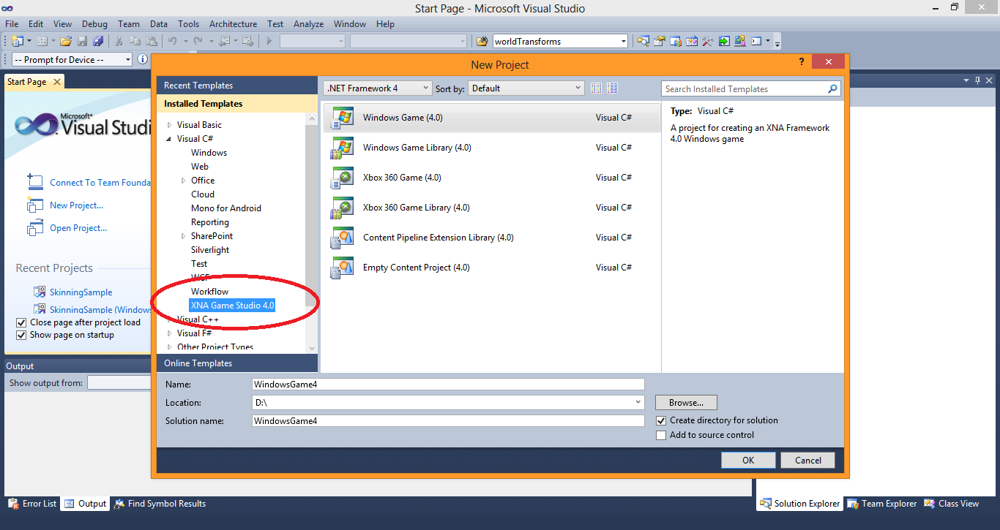 Start Page - Microsoft Visual Studio
File Edit View Debug Team Data Tools Architecture Test Analyze Window Help
worldTransforms
-- Prompt for Device --
New Project
?
Start Page
Microsoft
Visual Studi
Connect To Team Founda
New Project...
Open Project...
Recent Projects
SkinningSample
SkinningSample (Windows
Close page after project load
Show page on startup
Recent Templates
Installed Templates
Visual Basic
Visual C#
Windows
Web
Office
Cloud
Mono for Android
Reporting
SharePoint
Silverlight
Test
WCF
Workflow
XNA Game Studio 4.0
Visual C++
Visual F#
Other Project Types
Online Templates
.NET Framework 4
Sort by: Default
Search Installed Templates
Windows Game (4.0) Visual C#
Windows Game Library (4.0) Visual C#
Xbox 360 Game (4.0) Visual C#
Xbox 360 Game Library (4.0) Visual C#
Content Pipeline Extension Library (4.0) Visual C#
Empty Content Project (4.0) Visual C#
Type: Visual C#
A project for creating an XNA Framework
4.0 Windows game
Name: WindowsGame4
Location: D:\
Browse...
Solution name: WindowsGame4
Create directory for solution
Add to source control
OK Cancel
Output
Show output from:
Error List Output Find Symbol Results
Solution Explorer Team Explorer Class View